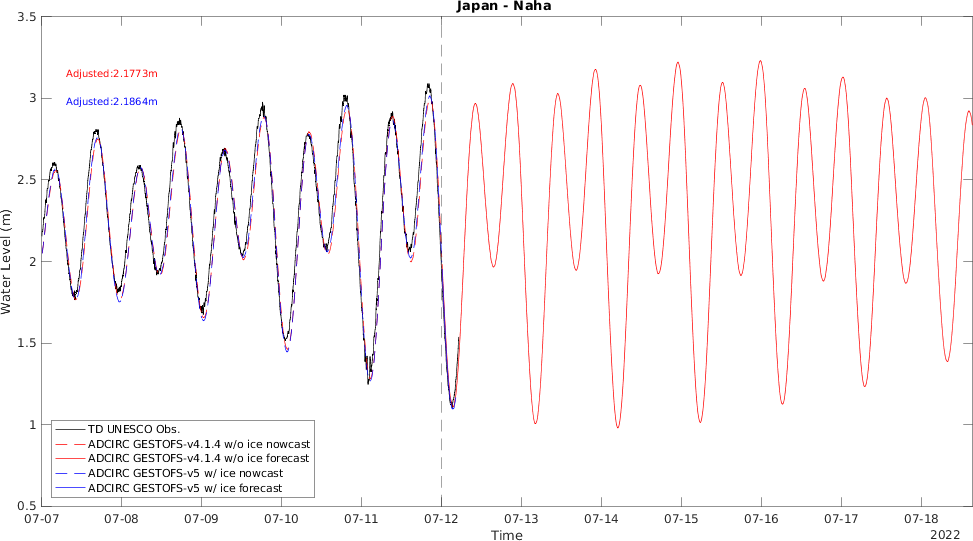 Japan - Naha
3.5
3
2.5
2
1.5
1
0.5
Water Level (m)
Adjusted:2.1773m
Adjusted:2.1864m
TD UNESCO Obs.
ADCIRC GESTOFS-v4.1.4 w/o ice nowcast
ADCIRC GESTOFS-v4.1.4 w/o ice forecast
ADCIRC GESTOFS-v5 w/ ice nowcast
ADCIRC GESTOFS-v5 w/ ice forecast
07-07 07-08 07-09 07-10 07-11 07-12 07-13 07-14 07-15 07-16 07-17 07-18
Time
2022